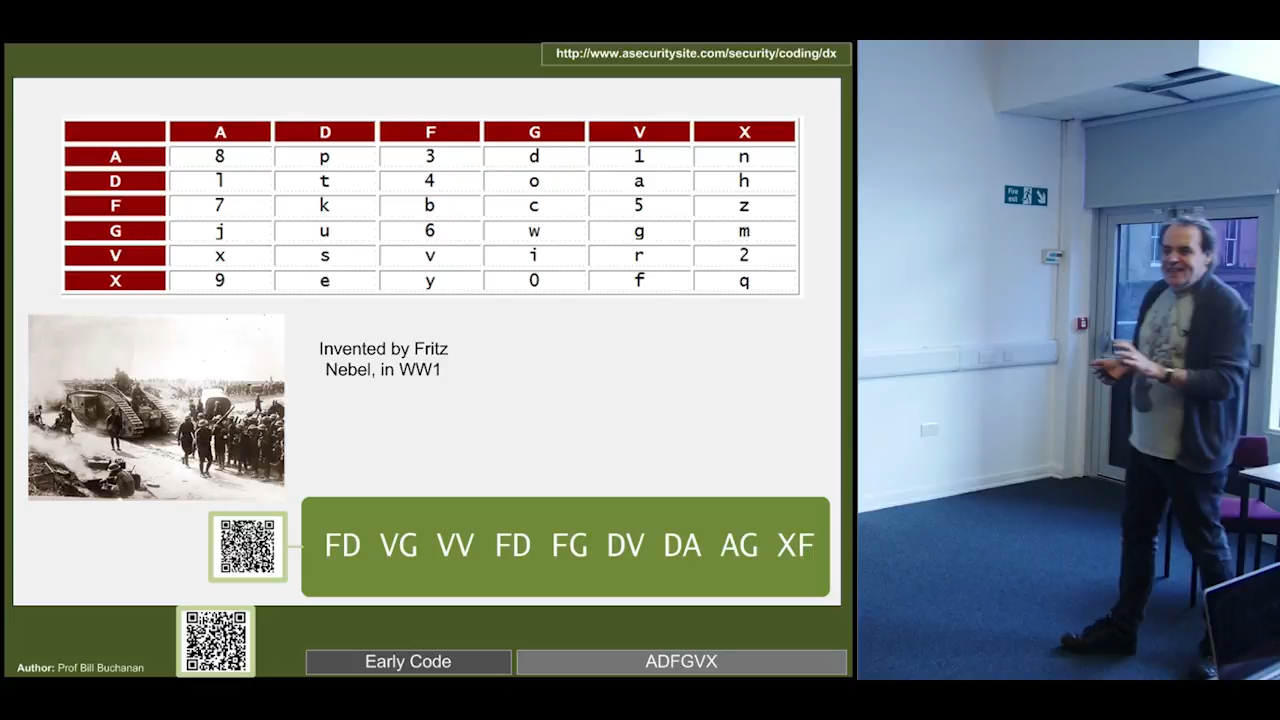 http://www.asecuritysite.com/security/coding/dx
A D F G V X
A 8 p 3 d 1 n
D l t 4 o a h
F 7 k b c 5 z
G j u 6 w g m
V x s v i r 2
X 9 e y 0 f q
Invented by Fritz
Nebel, in WW1
FD VG VV FD FG DV DA AG XF
Author: Prof Bill Buchanan
Early Code
ADFGVX
Fire
exit